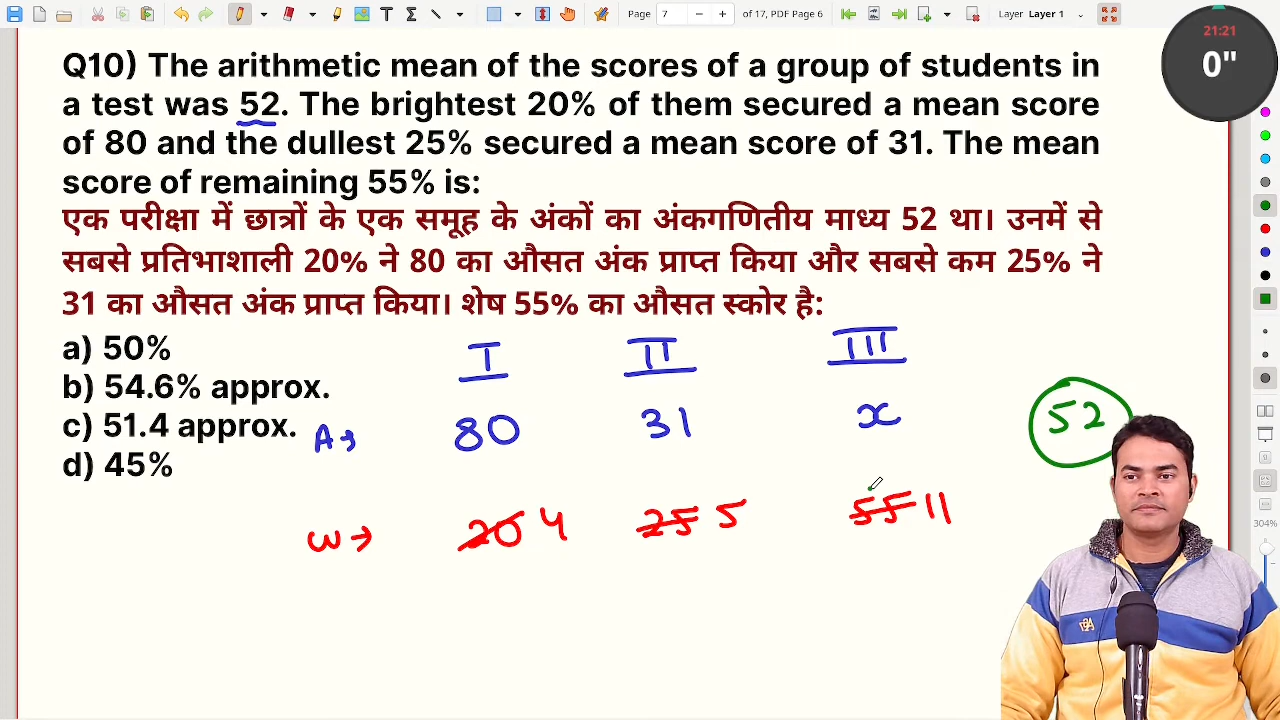 Page 7 of 17, PDF Page 6
Layer Layer 1
21:21
0"
Q10) The arithmetic mean of the scores of a group of students in
a test was 52. The brightest 20% of them secured a mean score
of 80 and the dullest 25% secured a mean score of 31. The mean
score of remaining 55% is:
एक परीक्षा में छात्रों के एक समूह के अंकों का अंकगणितीय माध्य 52 था। उनमें से
सबसे प्रतिभाशाली 20% ने 80 का औसत अंक प्राप्त किया और सबसे कम 25% ने
31 का औसत अंक प्राप्त किया। शेष 55% का औसत स्कोर है:
a) 50%
b) 54.6% approx.
c) 51.4 approx.
d) 45%
I II III
A→ 80 31 x 52
w→ 20 4 25 5 55 11
304%